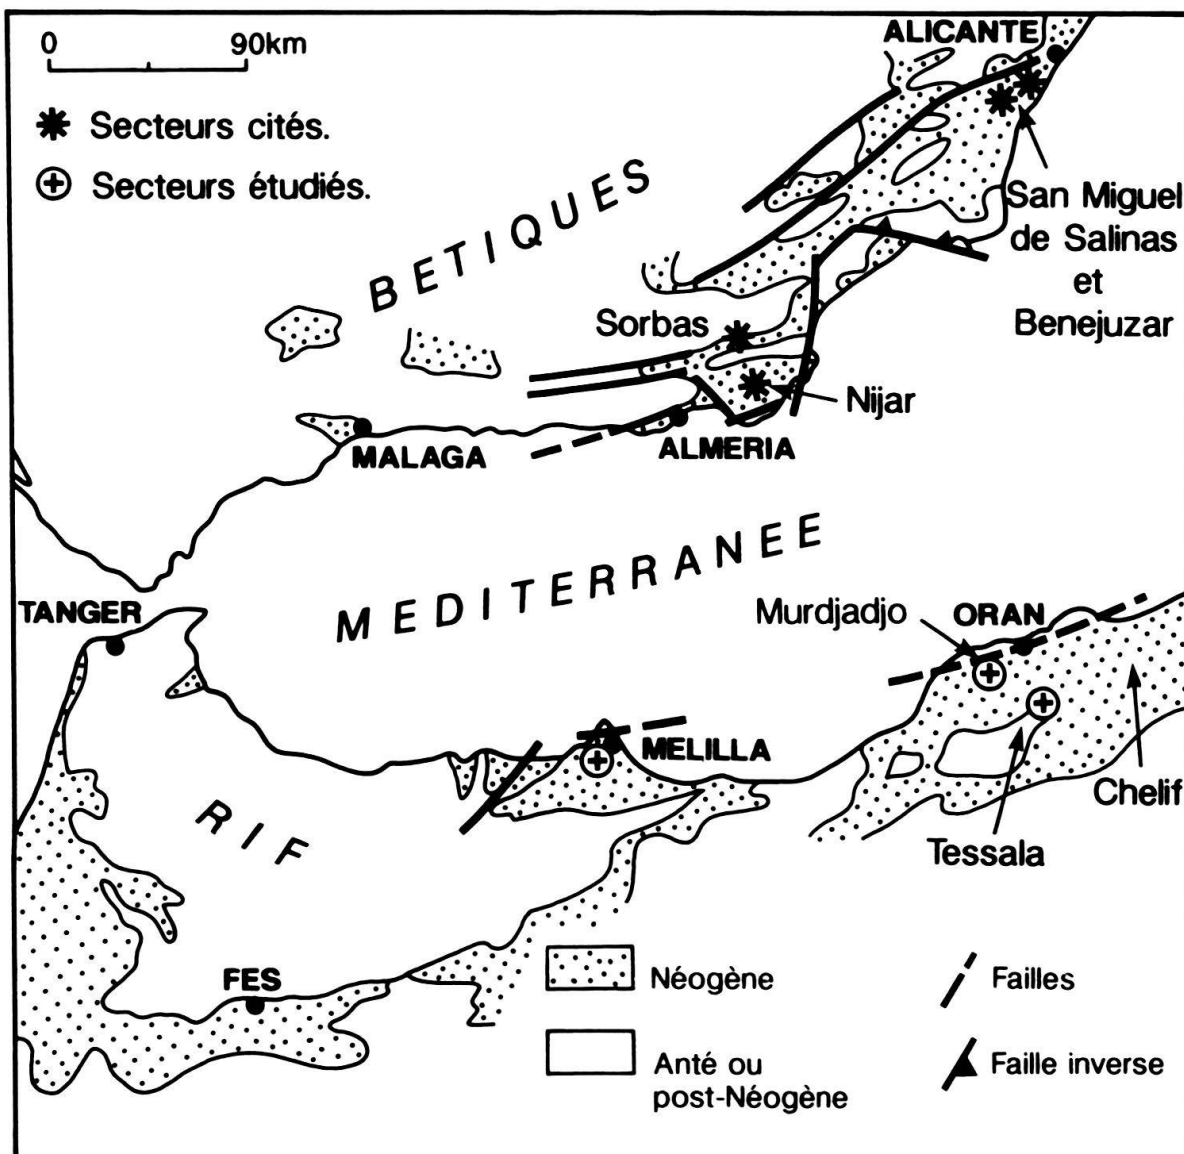 0 90km
Secteurs cités.
Secteurs étudiés.
ALICANTE
BETIQUES
San Miguel
de Salinas
et
Benejuzar
Sorbas
Nijar
MALAGA
ALMERIA
MEDITERRANEE
TANGER
Murdjadjo
ORAN
MELILLA
Chelif
RIF
Tessala
FES
Néogène
Failles
Anté ou
post-Néogène
Faille inverse